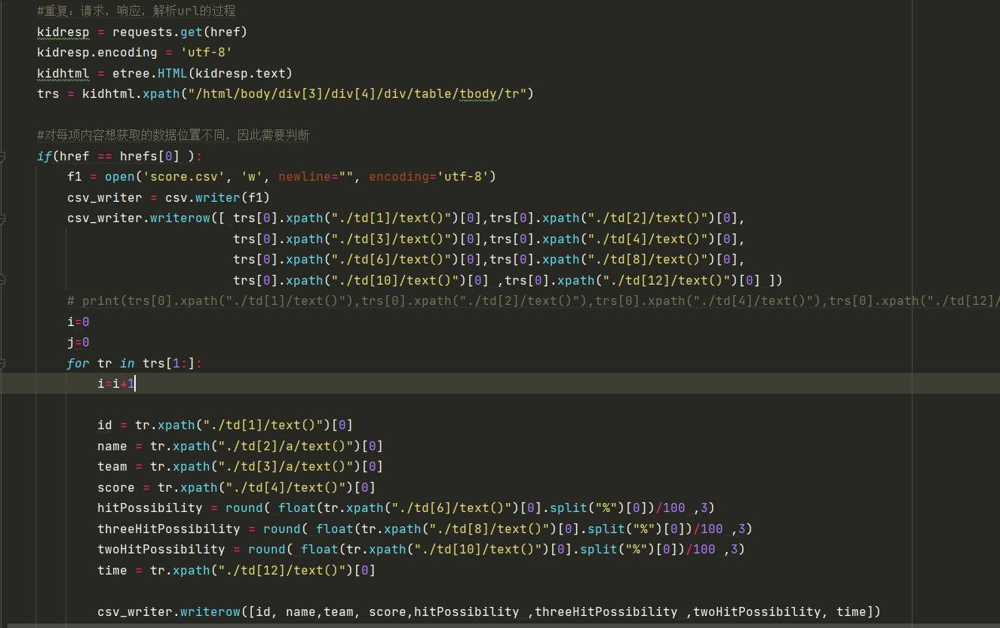 #重复：请求，响应，解析url的过程
kidresp = requests.get(href)
kidresp.encoding = 'utf-8'
kidhtml = etree.HTML(kidresp.text)
trs = kidhtml.xpath("/html/body/div[3]/div[4]/div/table/tbody/tr")
#对每项内容想获取的数据位置不同，因此需要判断
if(href == hrefs[0] ):
f1 = open('score.csv', 'w', newline="", encoding='utf-8')
csv_writer = csv.writer(f1)
csv_writer.writerow([ trs[0].xpath("./td[1]/text()")[0],trs[0].xpath("./td[2]/text()")[0],
trs[0].xpath("./td[3]/text()")[0],trs[0].xpath("./td[4]/text()")[0],
trs[0].xpath("./td[6]/text()")[0],trs[0].xpath("./td[8]/text()")[0],
trs[0].xpath("./td[10]/text()")[0] ,trs[0].xpath("./td[12]/text()")[0] ])
# print(trs[0].xpath("./td[1]/text()"),trs[0].xpath("./td[2]/text()"),trs[0].xpath("./td[4]/text()"),trs[0].xpath("./td[12]/
i=0
j=0
for tr in trs[1:]:
i=i+1
id = tr.xpath("./td[1]/text()")[0]
name = tr.xpath("./td[2]/a/text()")[0]
team = tr.xpath("./td[3]/a/text()")[0]
score = tr.xpath("./td[4]/text()")[0]
hitPossibility = round( float(tr.xpath("./td[6]/text()")[0].split("%")[0])/100 ,3)
threeHitPossibility = round( float(tr.xpath("./td[8]/text()")[0].split("%")[0])/100 ,3)
twoHitPossibility = round( float(tr.xpath("./td[10]/text()")[0].split("%")[0])/100 ,3)
time = tr.xpath("./td[12]/text()")[0]
csv_writer.writerow([id, name,team, score,hitPossibility ,threeHitPossibility ,twoHitPossibility, time])